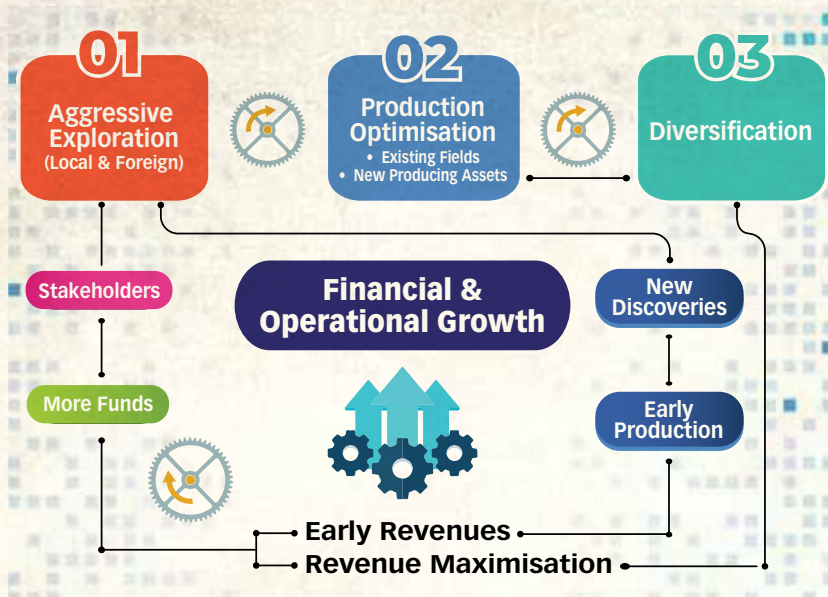 01
Aggressive
Exploration
(Local & Foreign)
02
Production
Optimisation
• Existing Fields
• New Producing Assets
03
Diversification
Stakeholders
More Funds
Financial &
Operational Growth
New
Discoveries
Early
Production
Early Revenues
Revenue Maximisation